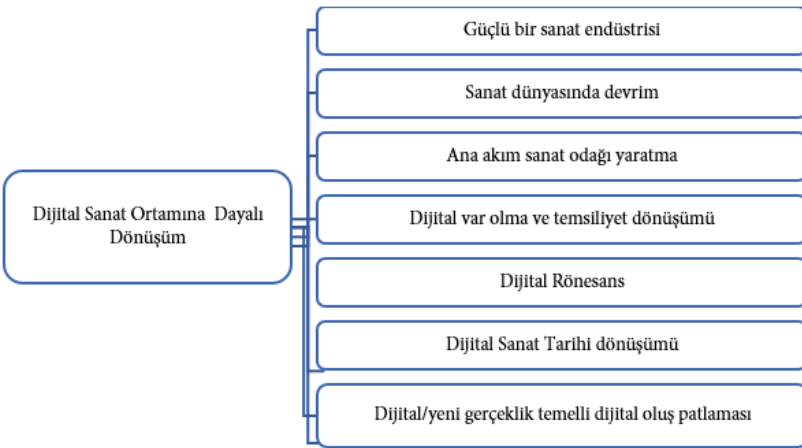 Güçlü bir sanat endüstrisi
Sanat dünyasında devrim
Ana akım sanat odağı yaratma
Dijital Sanat Ortamına Dayalı
Dönüşüm
Dijital var olma ve temsiliyet dönüşümü
Dijital Rönesans
Dijital Sanat Tarihi dönüşümü
Dijital/yeni gerçeklik temelli dijital oluş patlaması